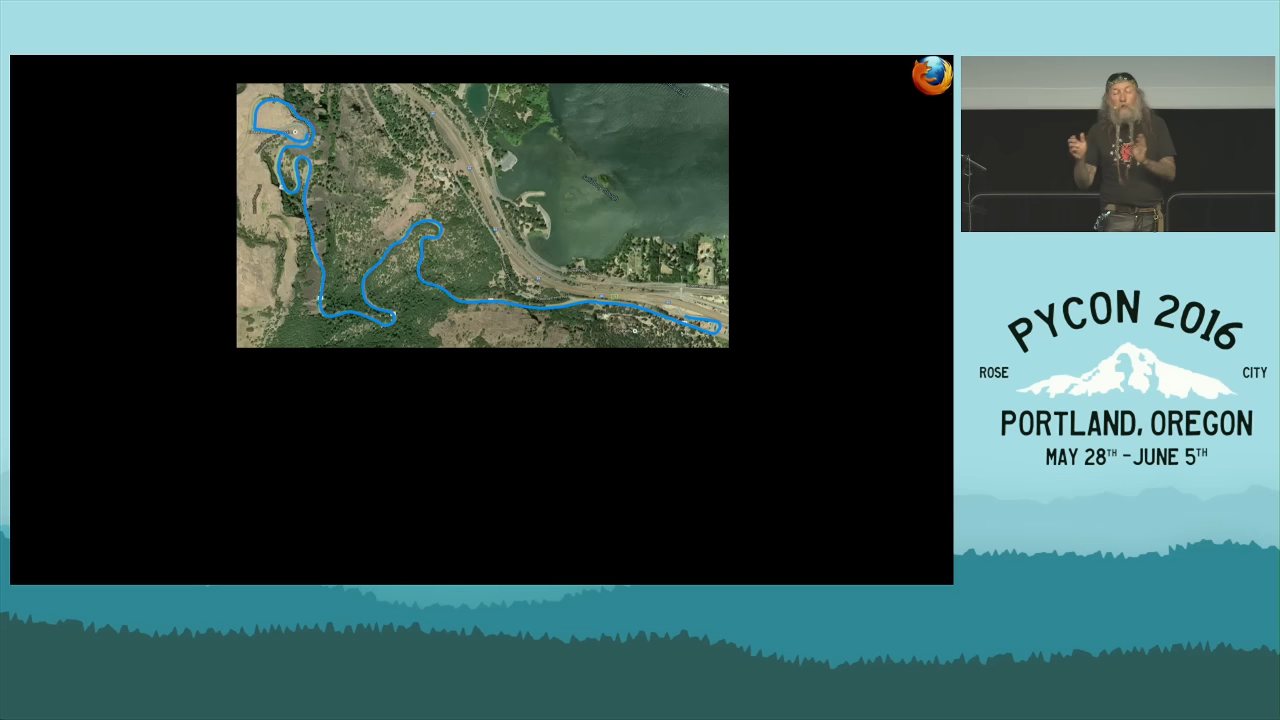 PYCON 2016
ROSE
CITY
PORTLAND, OREGON
MAY 28TH - JUNE 5TH